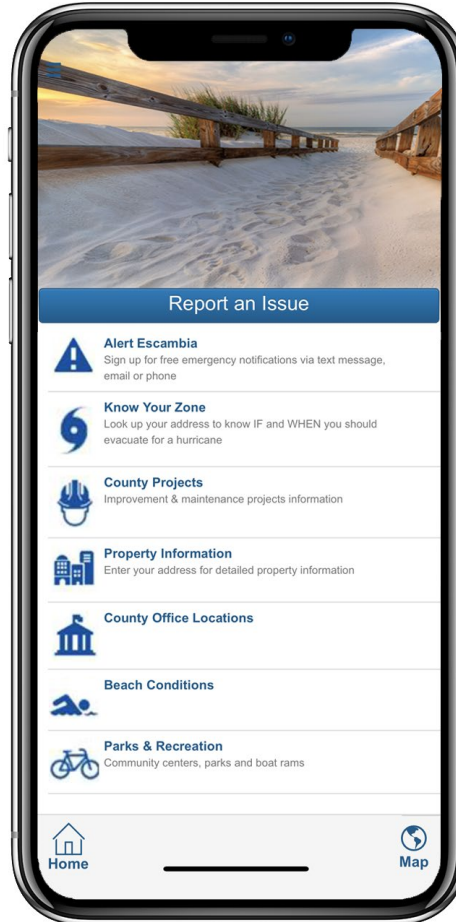 Report an Issue
Alert Escambia
Sign up for free emergency notifications via text message,
email or phone
Know Your Zone
Look up your address to know IF and WHEN you should
evacuate for a hurricane
County Projects
Improvement & maintenance projects information
Property Information
Enter your address for detailed property information
County Office Locations
Beach Conditions
Parks & Recreation
Community centers, parks and boat rams
Home
Map